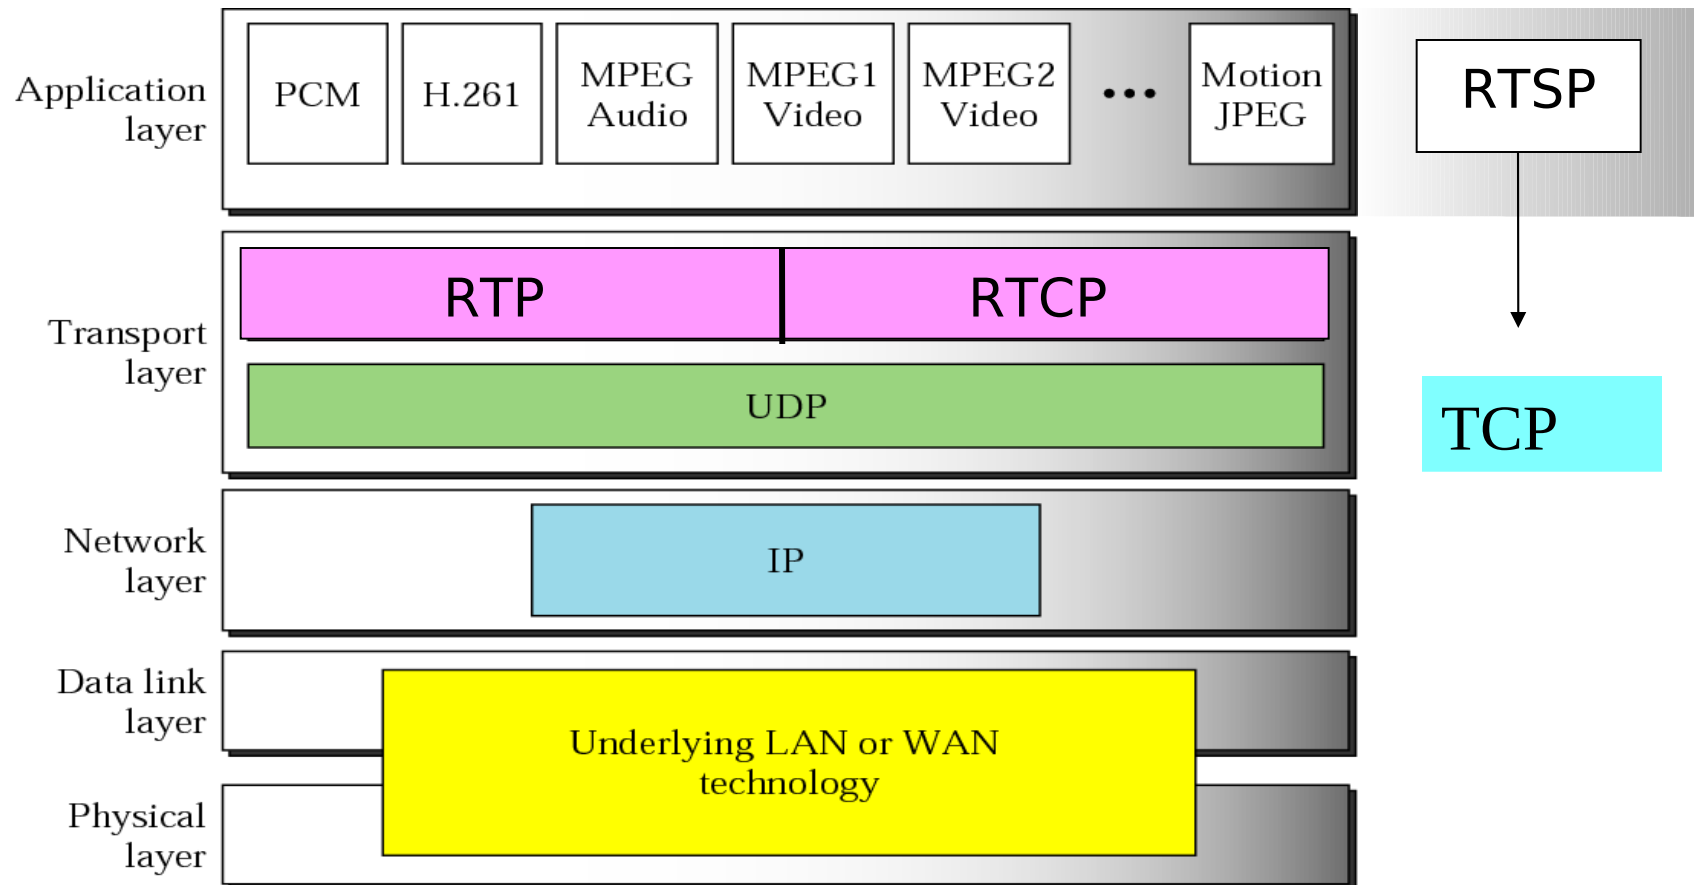 Application
layer
PCM
H.261
MPEG
Audio
MPEG1
Video
MPEG2
Video
•••
Motion
JPEG
RTSP
Transport
layer
RTP
RTCP
UDP
TCP
Network
layer
IP
Data link
layer
Underlying LAN or WAN
technology
Physical
layer